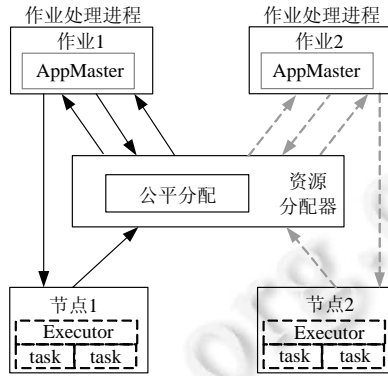 作业处理进程
作业1
AppMaster
作业处理进程
作业2
AppMaster
公平分配
资源
分配器
节点1
Executor
task task
节点2
Executor
task task